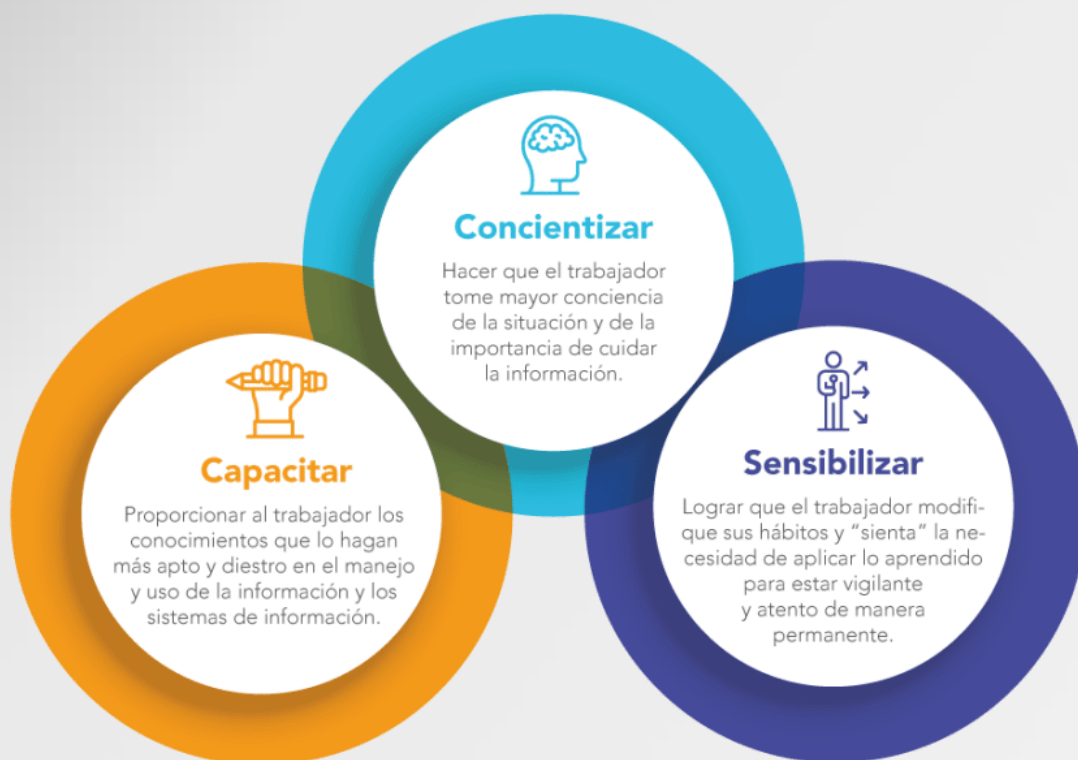 Concientizar
Hacer que el trabajador
tome mayor conciencia
de la situación y de la
importancia de cuidar
la información.
Capacitar
Proporcionar al trabajador los
conocimientos que lo hagan
más apto y diestro en el manejo
y uso de la información y los
sistemas de información.
Sensibilizar
Lograr que el trabajador modifi-
que sus hábitos y “sienta” la ne-
cesidad de aplicar lo aprendido
para estar vigilante
y atento de manera
permanente.